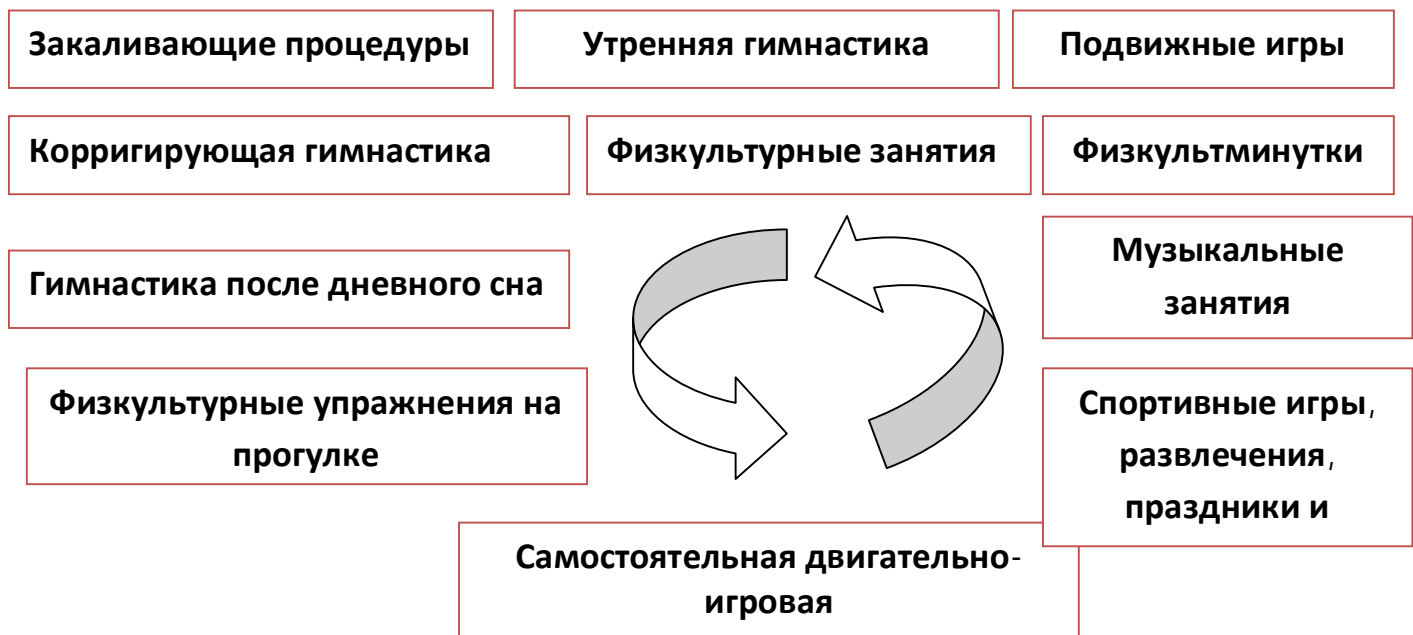 Закаливающие процедуры
Утренняя гимнастика
Подвижные игры
Корригирующая гимнастика
Физкультурные занятия
Физкультминутки
Гимнастика после дневного сна
Музыкальные
занятия
Физкультурные упражнения на
прогулке
Спортивные игры,
развлечения,
праздники и
Самостоятельная двигательно-
игровая